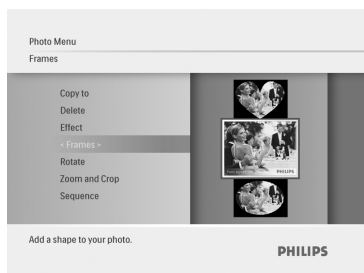 Photo Menu
Frames
Copy to
Delete
Effect
< Frames >
Rotate
Zoom and Crop
Sequence
PHILIPS
Add a shape to your photo.
PHILIPS